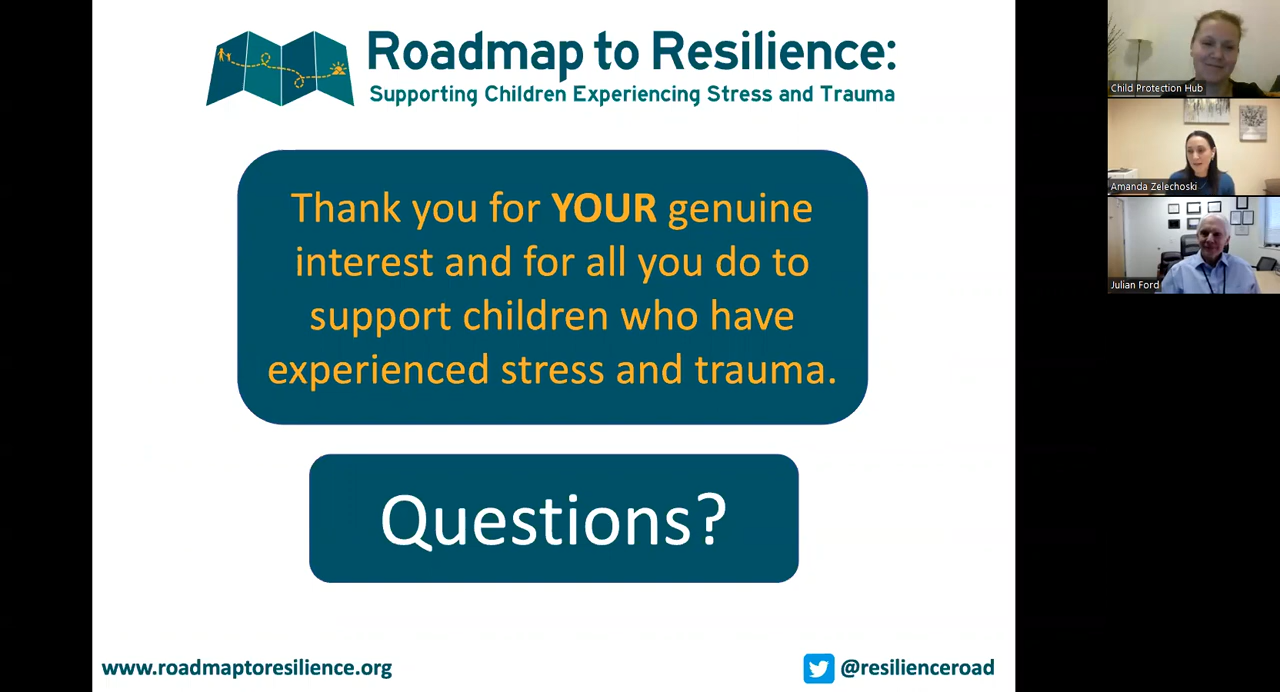 Roadmap to Resilience:
Supporting Children Experiencing Stress and Trauma
Thank you for YOUR genuine
interest and for all you do to
support children who have
experienced stress and trauma.
Questions?
www.roadmaptoresilience.org
@resilienceroad
Child Protection Hub
Amanda Zelechoski
Julian Ford